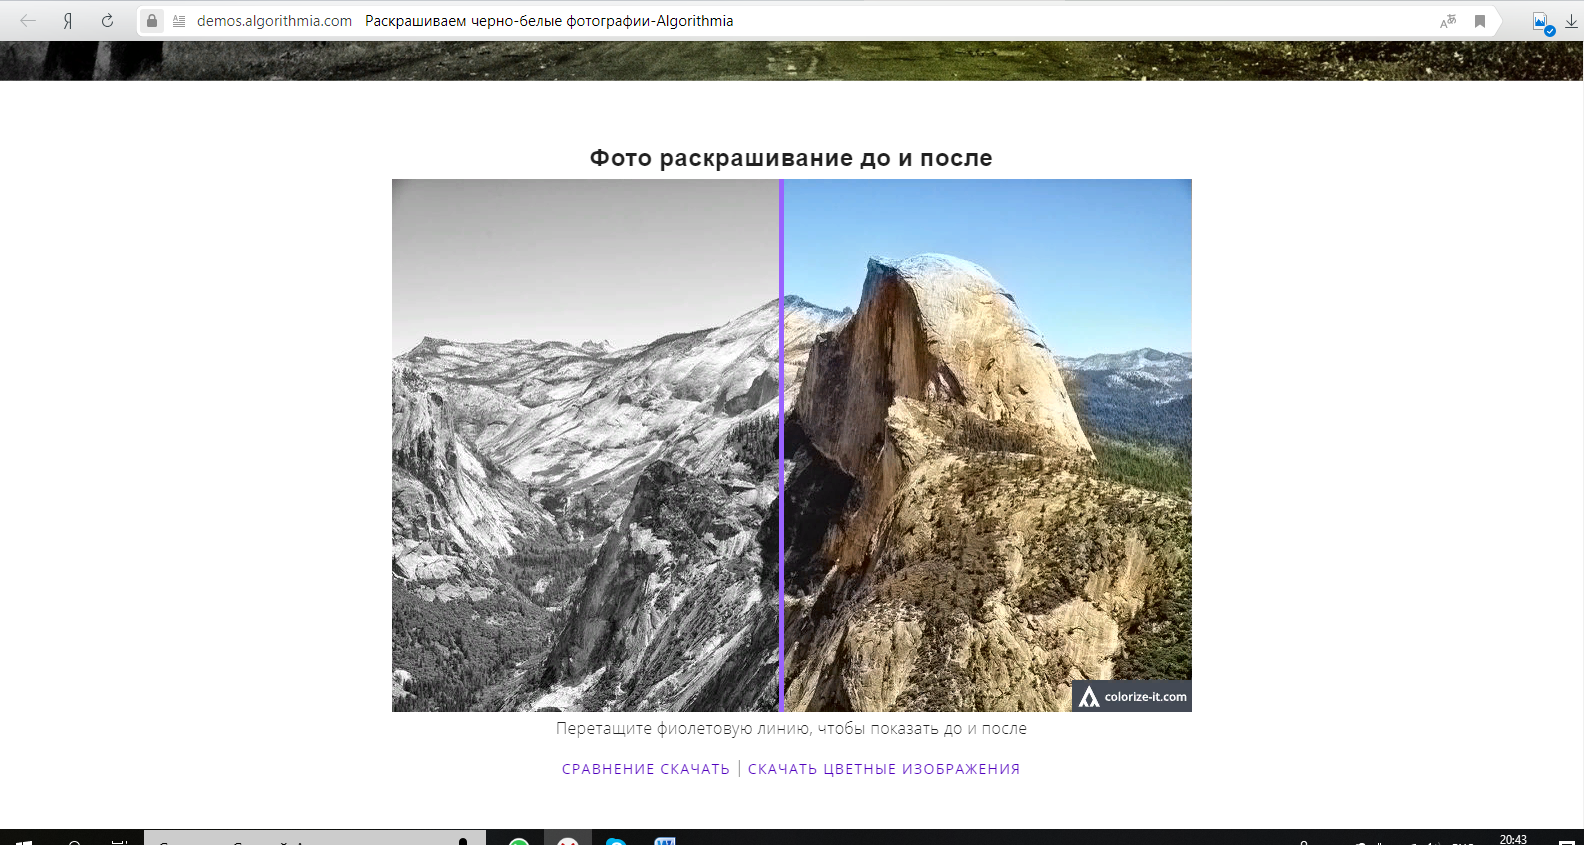 demos.algorithmia.com Раскрашиваем черно-белые фотографии-Algorithmia
Фото раскрашивание до и после
colorize-it.com
Перетащите фиолетовую линию, чтобы показать до и после
СРАВНЕНИЕ СКАЧАТЬ | СКАЧАТЬ ЦВЕТНЫЕ ИЗОБРАЖЕНИЯ
20:43